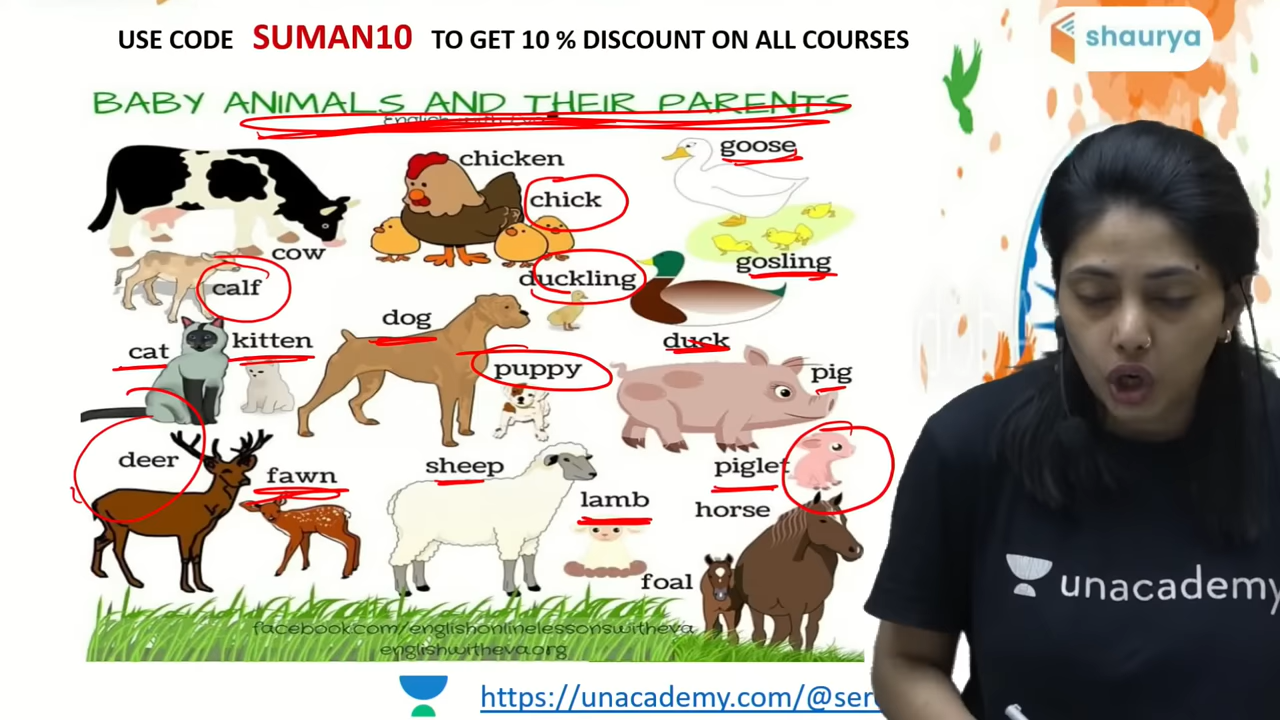 USE CODE SUMAN10 TO GET 10 % DISCOUNT ON ALL COURSES
shaurya
BABY ANIMALS AND THEIR PARENTS
English with
chicken
goose
chick
cow
gosling
calf
duckling
dog
duck
cat
kitten
puppy
pig
deer
fawn
sheep
piglet
lamb
horse
foal
facebook.com/englishonlinelessonswitheva
englishwitheva.org
unacademy
https://unacademy.com/@ser